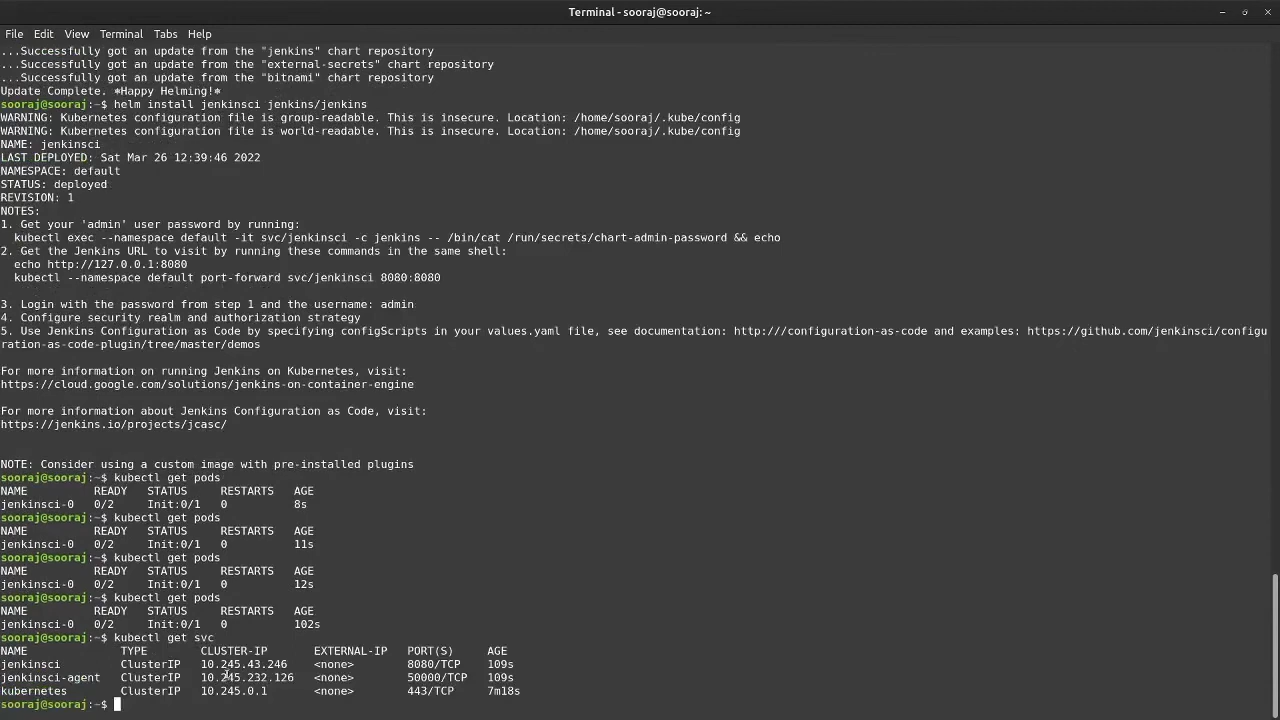 Terminal - sooraj@sooraj: ~
File Edit View Terminal Tabs Help
...Successfully got an update from the "jenkins" chart repository
...Successfully got an update from the "external-secrets" chart repository
...Successfully got an update from the "bitnami" chart repository
Update Complete. ⎈Happy Helming!⎈
sooraj@sooraj:~$ helm install jenkinsci jenkins/jenkins
WARNING: Kubernetes configuration file is group-readable. This is insecure. Location: /home/sooraj/.kube/config
WARNING: Kubernetes configuration file is world-readable. This is insecure. Location: /home/sooraj/.kube/config
NAME: jenkinsci
LAST DEPLOYED: Sat Mar 26 12:39:46 2022
NAMESPACE: default
STATUS: deployed
REVISION: 1
NOTES:
1. Get your 'admin' user password by running:
  kubectl exec --namespace default -it svc/jenkinsci -c jenkins -- /bin/cat /run/secrets/chart-admin-password && echo
2. Get the Jenkins URL to visit by running these commands in the same shell:
  echo http://127.0.0.1:8080
  kubectl --namespace default port-forward svc/jenkinsci 8080:8080
3. Login with the password from step 1 and the username: admin
4. Configure security realm and authorization strategy
5. Use Jenkins Configuration as Code by specifying configScripts in your values.yaml file, see documentation: http:///configuration-as-code and examples: https://github.com/jenkinsci/configu
ration-as-code-plugin/tree/master/demos
For more information on running Jenkins on Kubernetes, visit:
https://cloud.google.com/solutions/jenkins-on-container-engine
For more information about Jenkins Configuration as Code, visit:
https://jenkins.io/projects/jcasc/
NOTE: Consider using a custom image with pre-installed plugins
sooraj@sooraj:~$ kubectl get pods
NAME          READY   STATUS     RESTARTS   AGE
jenkinsci-0   0/2     Init:0/1   0          8s
sooraj@sooraj:~$ kubectl get pods
NAME          READY   STATUS     RESTARTS   AGE
jenkinsci-0   0/2     Init:0/1   0          11s
sooraj@sooraj:~$ kubectl get pods
NAME          READY   STATUS     RESTARTS   AGE
jenkinsci-0   0/2     Init:0/1   0          12s
sooraj@sooraj:~$ kubectl get pods
NAME          READY   STATUS     RESTARTS   AGE
jenkinsci-0   0/2     Init:0/1   0          102s
sooraj@sooraj:~$ kubectl get svc
NAME              TYPE        CLUSTER-IP       EXTERNAL-IP   PORT(S)     AGE
jenkinsci         ClusterIP   10.245.43.246    <none>        8080/TCP    109s
jenkinsci-agent   ClusterIP   10.245.232.126   <none>        50000/TCP   109s
kubernetes        ClusterIP   10.245.0.1       <none>        443/TCP     7m18s
sooraj@sooraj:~$